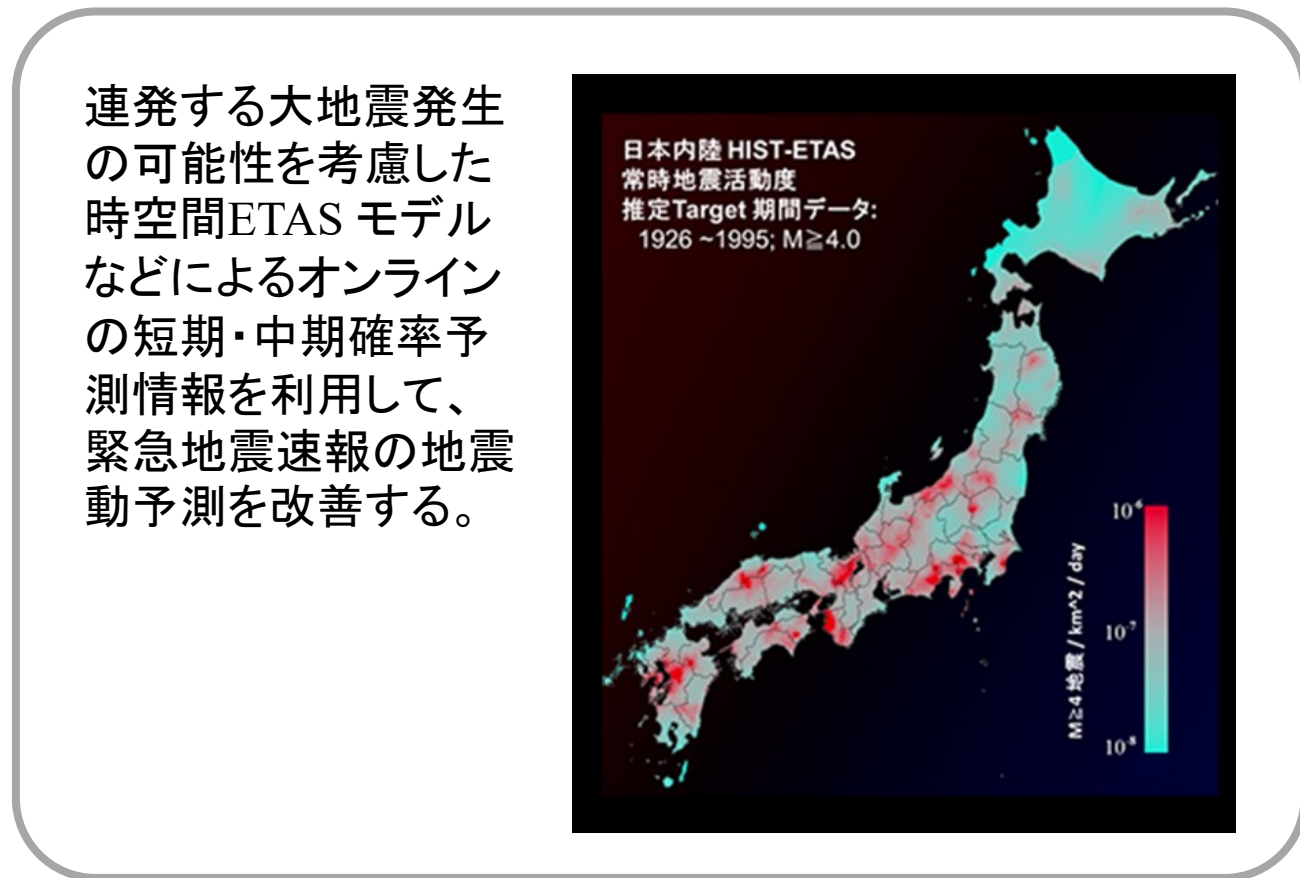 連発する大地震発生
の可能性を考慮した
時空間ETAS モデル
などによるオンライン
の短期・中期確率予
測情報を利用して、
緊急地震速報の地震
動予測を改善する。
日本内陸 HIST-ETAS
常時地震活動度
推定Target 期間データ:
1926 ~1995; M≧4.0
10⁻⁶
10⁻⁷
10⁻⁸
M≥4 地震 / km^2 / day